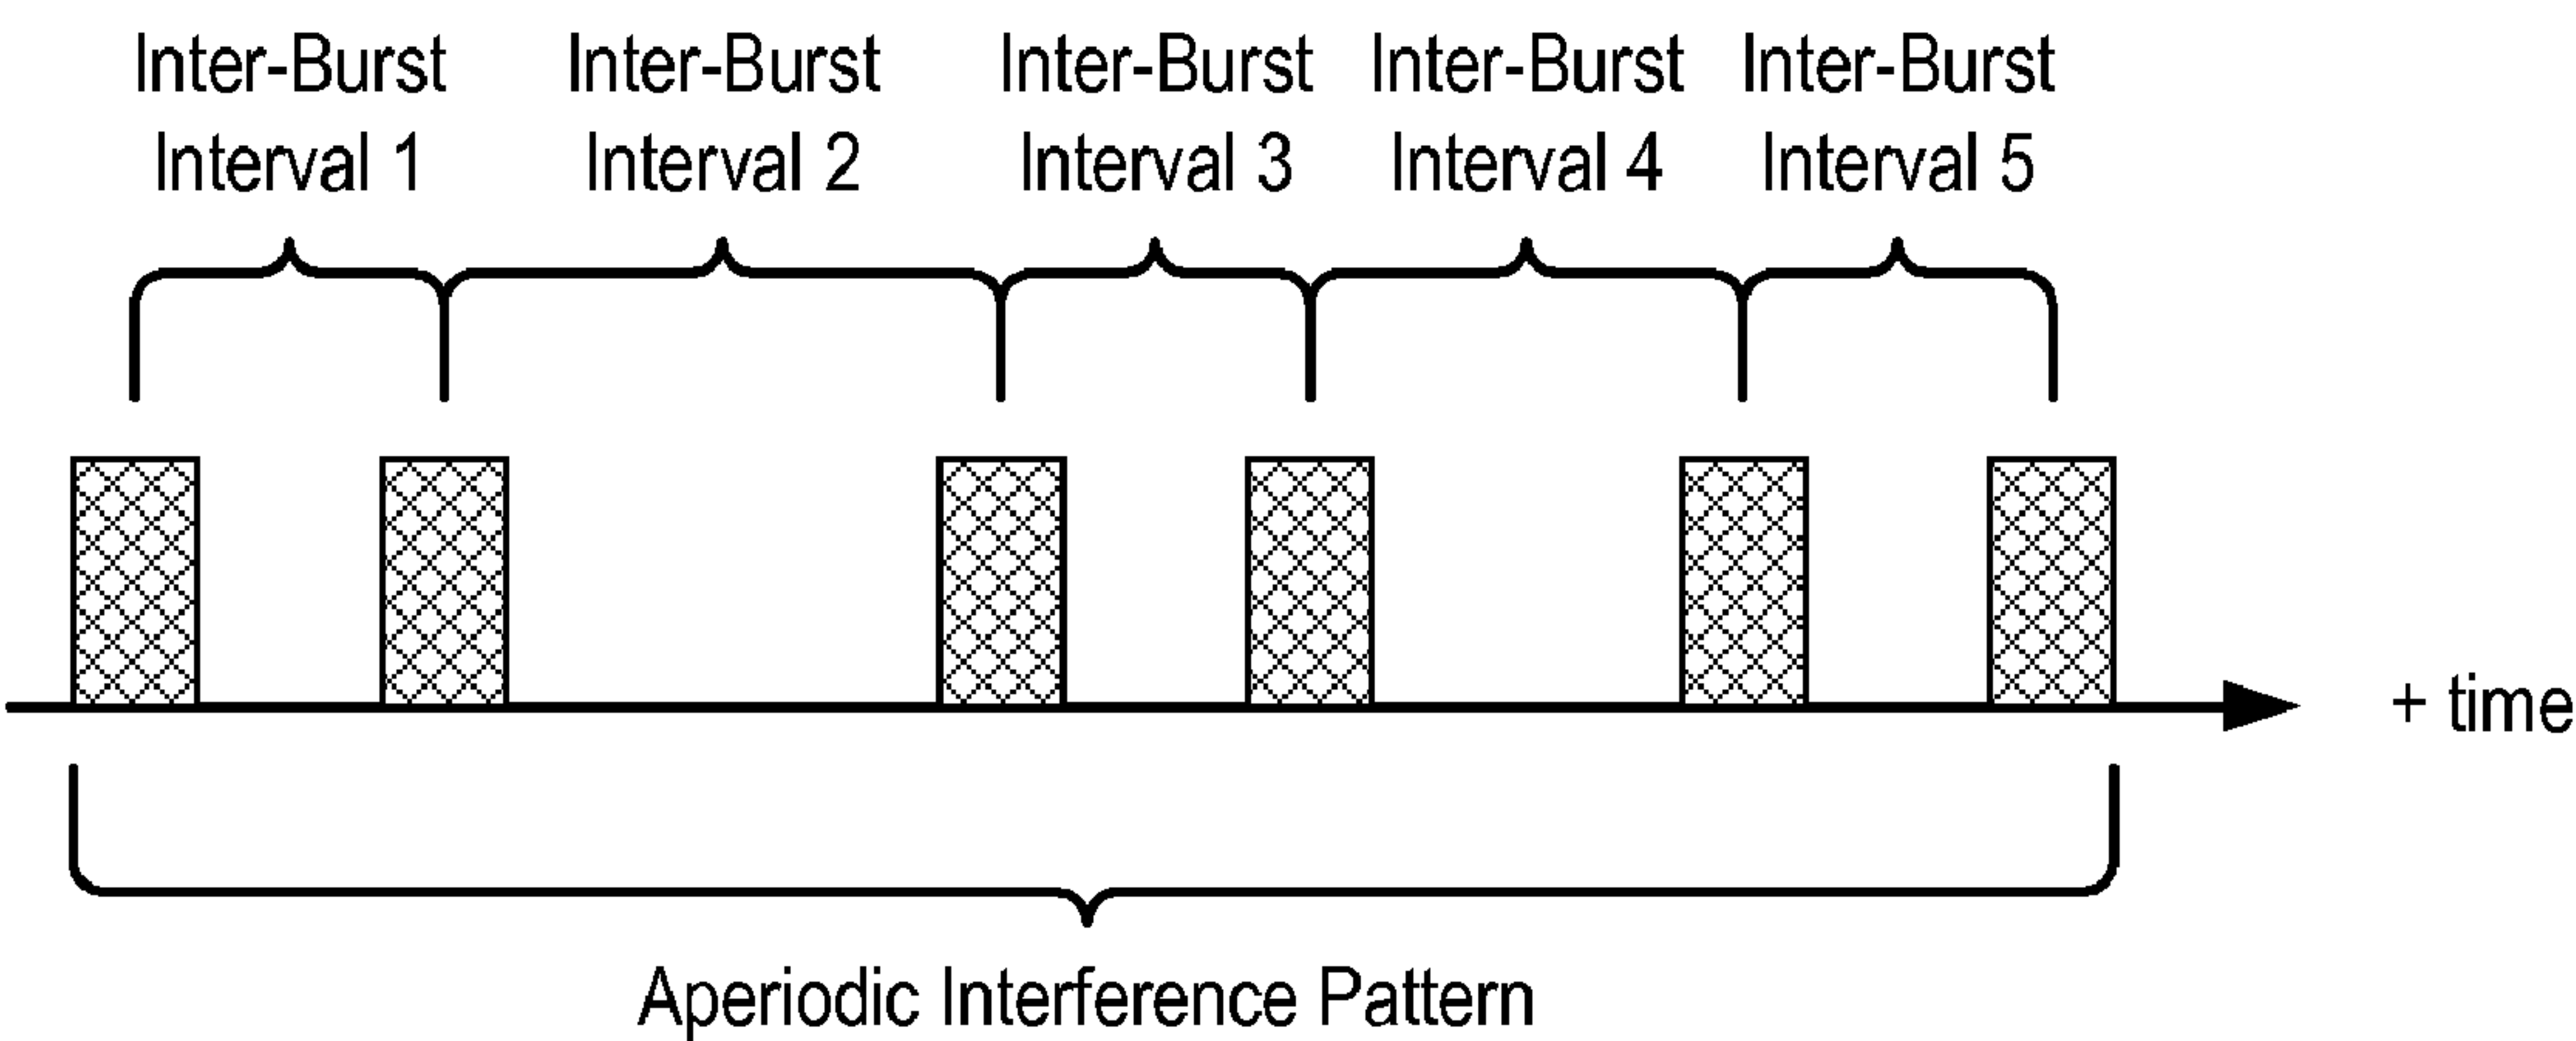 Inter-Burst
Interval 1
Inter-Burst
Interval 2
Inter-Burst
Interval 3
Inter-Burst
Interval 4
Inter-Burst
Interval 5
+ time
Aperiodic Interference Pattern